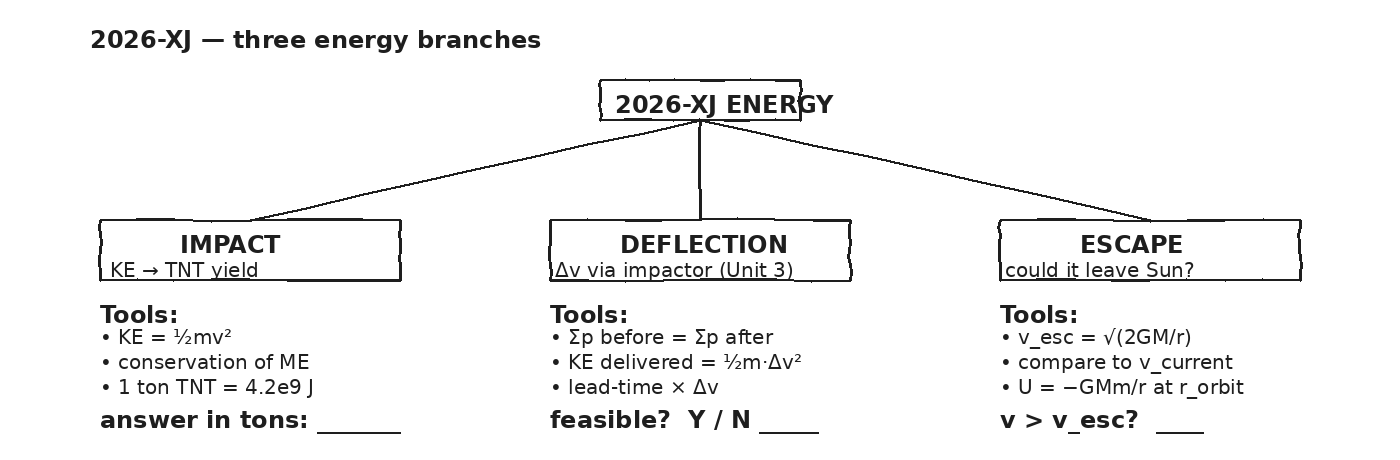 2026-XJ — three energy branches
2026-XJ ENERGY
IMPACT
KE → TNT yield
Tools:
• KE = ½mv²
• conservation of ME
• 1 ton TNT = 4.2e9 J
answer in tons: _______
DEFLECTION
Δv via impactor (Unit 3)
Tools:
• Σp before = Σp after
• KE delivered = ½m·Δv²
• lead-time × Δv
feasible?  Y / N _____
ESCAPE
could it leave Sun?
Tools:
• v_esc = √(2GM/r)
• compare to v_current
• U = −GMm/r at r_orbit
v > v_esc?  ____